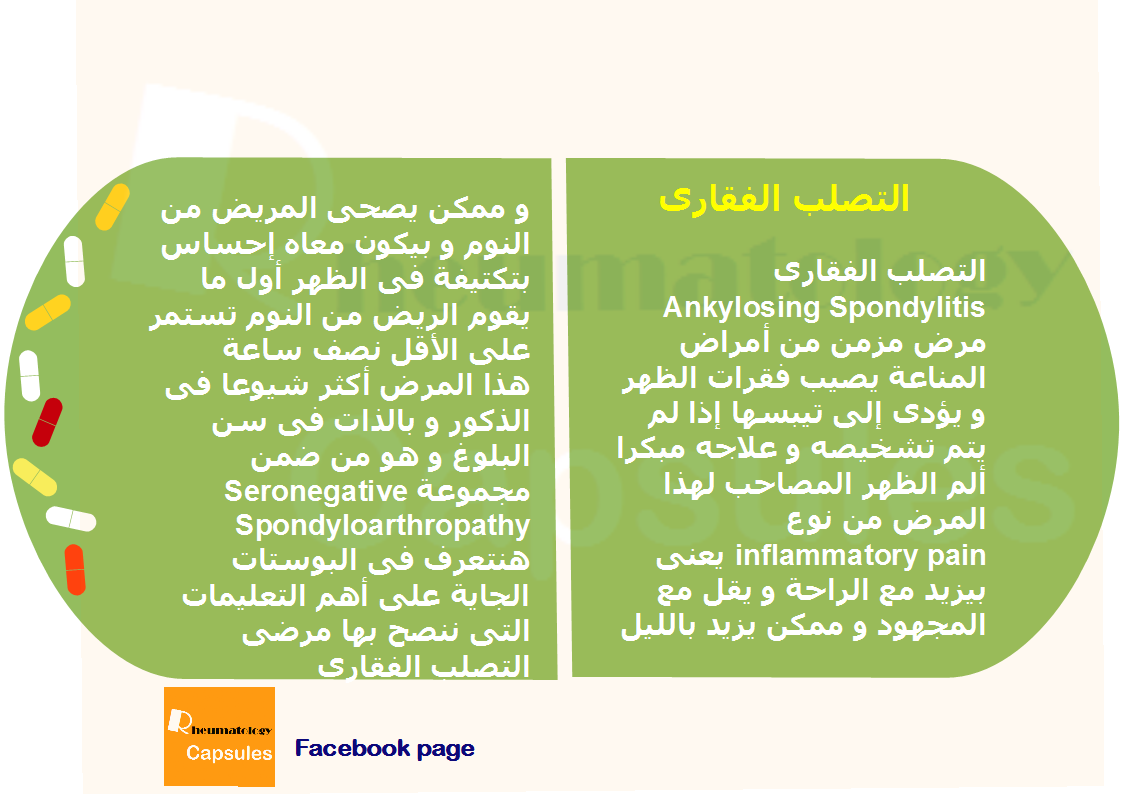 التصلب الفقارى
التصلب الفقارى
Ankylosing Spondylitis
مرض مزمن من أمراض
المناعة يصيب فقرات الظهر
و يؤدى إلى تيبسها إذا لم
يتم تشخيصه و علاجه مبكرا
ألم الظهر المصاحب لهذا
المرض من نوع
inflammatory pain يعنى
بيزيد مع الراحة و يقل مع
المجهود و ممكن يزيد بالليل
و ممكن يصحى المريض من
النوم و بيكون معاه إحساس
بتكتيفة فى الظهر أول ما
يقوم الريض من النوم تستمر
على الأقل نصف ساعة
هذا المرض أكثر شيوعا فى
الذكور و بالذات فى سن
البلوغ و هو من ضمن
مجموعة Seronegative
Spondyloarthropathy
هنتعرف فى البوستات
الجاية على أهم التعليمات
التى ننصح بها مرضى
التصلب الفقارى
Rheumatology
Capsules
Rheumatology
Capsules
Facebook page